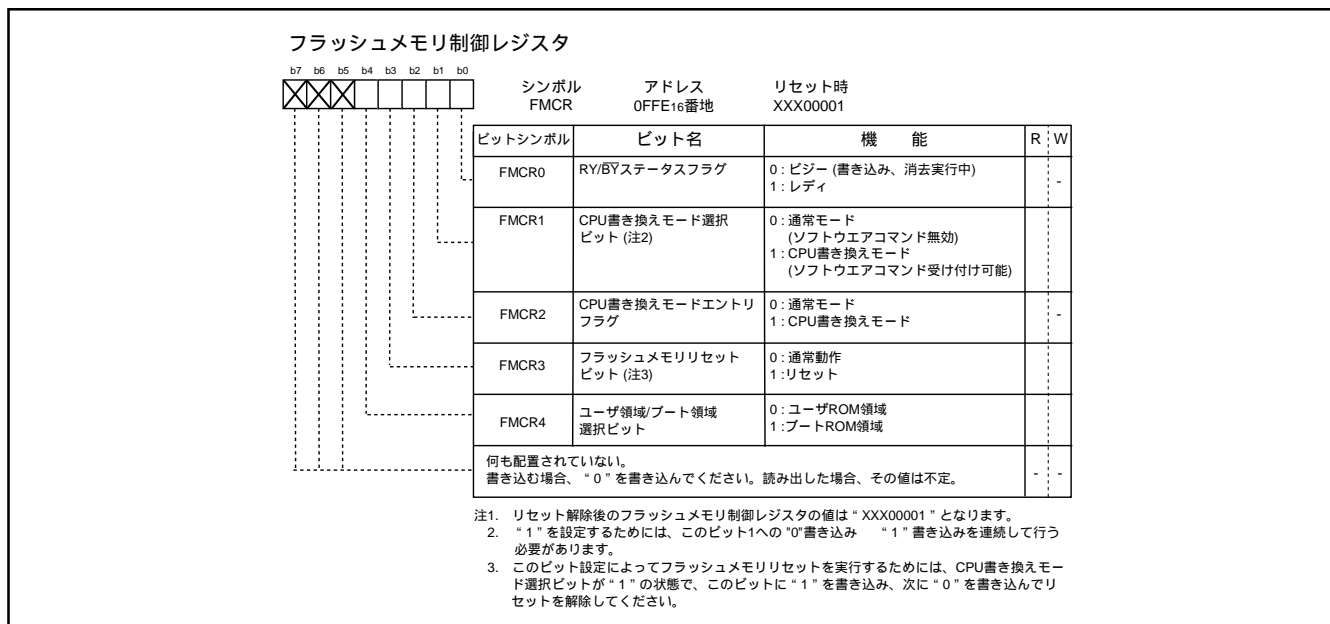 フラッシュメモリ制御レジスタ
b7 b6 b5 b4 b3 b2 b1 b0
シンボル アドレス リセット時
FMCR 0FFE16番地 XXX00001
ビットシンボル ビット名 機 能 R W
FMCR0 RY/BYステータスフラグ 0 : ビジー (書き込み、消去実行中) -
1 : レディ
FMCR1 CPU書き換えモード選択 0 : 通常モード
ビット (注2) (ソフトウエアコマンド無効)
1 : CPU書き換えモード
(ソフトウエアコマンド受け付け可能)
FMCR2 CPU書き換えモードエントリ 0 : 通常モード -
フラグ 1 : CPU書き換えモード
FMCR3 フラッシュメモリリセット 0 : 通常動作
ビット (注3) 1 :リセット
FMCR4 ユーザ領域/ブート領域 0 : ユーザROM領域
選択ビット 1 :ブートROM領域
何も配置されていない。
書き込む場合、“ 0 ” を書き込んでください。読み出した場合、その値は不定。 - -
注1. リセット解除後のフラッシュメモリ制御レジスタの値は “ XXX00001 ” となります。
2. “ 1 ” を設定するためには、このビット1への "0"書き込み “ 1 ” 書き込みを連続して行う
必要があります。
3. このビット設定によってフラッシュメモリリセットを実行するためには、CPU書き換えモー
ド選択ビットが “ 1 ” の状態で、このビットに “ 1 ” を書き込み、次に “ 0 ” を書き込んでリ
セットを解除してください。